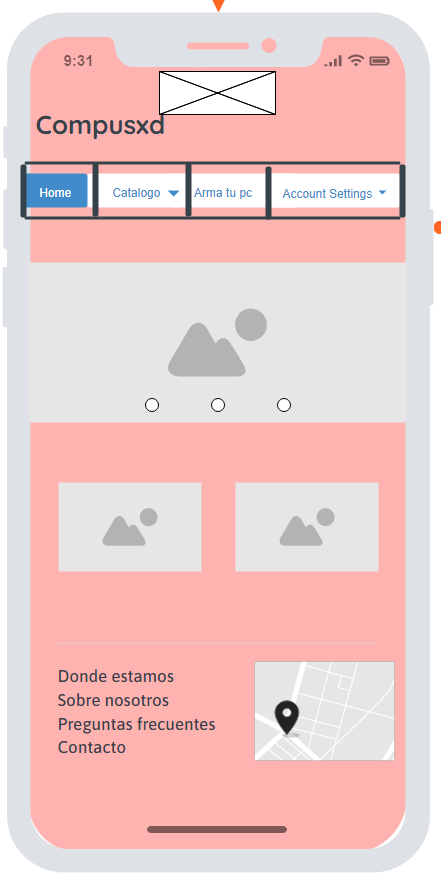 9:31
Compusxd
Home
Catalogo
Arma tu pc
Account Settings
Donde estamos
Sobre nosotros
Preguntas frecuentes
Contacto